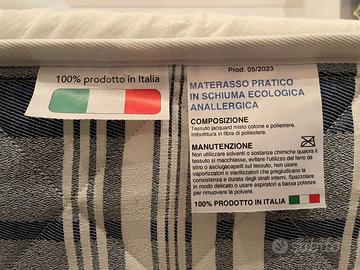 100% prodotto in Italia
Prod. 05/2023
MATERASSO PRATICO
IN SCHIUMA ECOLOGICA
ANALLERGICA
COMPOSIZIONE
Tessuto jacquard misto cotone e poliestere.
Imbottitura in fibra di poliestere.
MANUTENZIONE
Non utilizzare solventi o sostanze chimiche qualora il
tessuto si macchiasse, evitare l'utilizzo del ferro da
stiro o asciugacapelli sul tessuto, non usare
vaporizzatori o sterilizzatori che pregiudicano la
consistenza e durata degli strati interni. Spazzolare
in modo delicato o usare aspiratori a bassa potenza
per rimuovere la polvere.
100% PRODOTTO IN ITALIA
subito